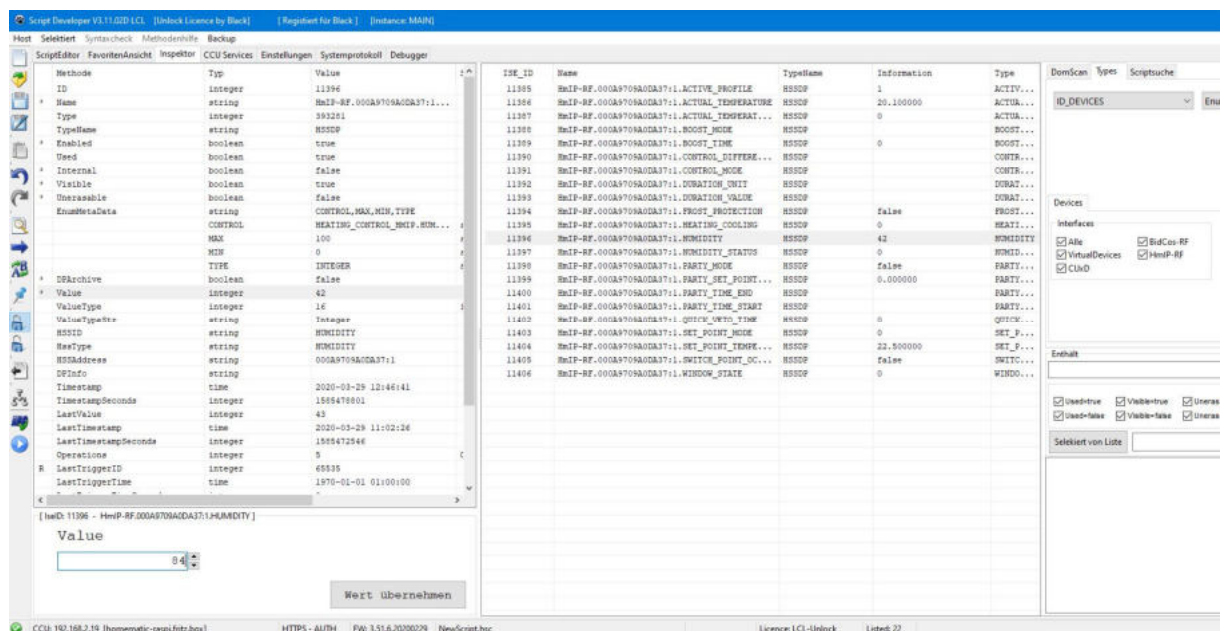 Script Developer V3.11.02D LCL [Unlock Licence by Black] [ Registiert für Black ] [Instance: MAIN]
Host Selektiert Syntaxcheck Methodenhilfe Backup
ScriptEditor FavoritenAnsicht Inspektor CCU Services Einstellungen Systemprotokoll Debugger
Methode Typ Value
ID integer 11396
* Name string HmIP-RF.000A9709A0DA37:1...
Type integer 393281
TypeName string HSSDP
* Enabled boolean true
Used boolean true
* Internal boolean false
* Visible boolean true
* Unerasable boolean false
EnumMetaData string CONTROL,MAX,MIN,TYPE
CONTROL HEATING_CONTROL_HMIP.HUM...
MAX 100
MIN 0
TYPE INTEGER
* DPArchive boolean false
* Value integer 42
ValueType integer 16
ValueTypeStr string Integer
HSSID string HUMIDITY
HssType string HUMIDITY
HSSAddress string 000A9709A0DA37:1
DPInfo string
Timestamp time 2020-03-29 12:46:41
TimestampSeconds integer 1585478801
LastValue integer 43
LastTimestamp time 2020-03-29 11:02:26
LastTimestampSeconds integer 1585472546
Operations integer 5
R LastTriggerID integer 65535
LastTriggerTime time 1970-01-01 01:00:00
[ IseID: 11396 - HmIP-RF.000A9709A0DA37:1.HUMIDITY ]
Value
84
Wert übernehmen
ISE_ID Name TypeName Information Type
11385 HmIP-RF.000A9709A0DA37:1.ACTIVE_PROFILE HSSDP 1 ACTIV...
11386 HmIP-RF.000A9709A0DA37:1.ACTUAL_TEMPERATURE HSSDP 20.100000 ACTUA...
11387 HmIP-RF.000A9709A0DA37:1.ACTUAL_TEMPERAT... HSSDP 0 ACTUA...
11388 HmIP-RF.000A9709A0DA37:1.BOOST_MODE HSSDP BOOST...
11389 HmIP-RF.000A9709A0DA37:1.BOOST_TIME HSSDP 0 BOOST...
11390 HmIP-RF.000A9709A0DA37:1.CONTROL_DIFFERE... HSSDP CONTR...
11391 HmIP-RF.000A9709A0DA37:1.CONTROL_MODE HSSDP CONTR...
11392 HmIP-RF.000A9709A0DA37:1.DURATION_UNIT HSSDP DURAT...
11393 HmIP-RF.000A9709A0DA37:1.DURATION_VALUE HSSDP DURAT...
11394 HmIP-RF.000A9709A0DA37:1.FROST_PROTECTION HSSDP false FROST...
11395 HmIP-RF.000A9709A0DA37:1.HEATING_COOLING HSSDP 0 HEATI...
11396 HmIP-RF.000A9709A0DA37:1.HUMIDITY HSSDP 42 HUMIDITY
11397 HmIP-RF.000A9709A0DA37:1.HUMIDITY_STATUS HSSDP 0 HUMID...
11398 HmIP-RF.000A9709A0DA37:1.PARTY_MODE HSSDP false PARTY...
11399 HmIP-RF.000A9709A0DA37:1.PARTY_SET_POINT... HSSDP 0.000000 PARTY...
11400 HmIP-RF.000A9709A0DA37:1.PARTY_TIME_END HSSDP PARTY...
11401 HmIP-RF.000A9709A0DA37:1.PARTY_TIME_START HSSDP PARTY...
11402 HmIP-RF.000A9709A0DA37:1.QUICK_VETO_TIME HSSDP 0 QUICK...
11403 HmIP-RF.000A9709A0DA37:1.SET_POINT_MODE HSSDP 0 SET_P...
11404 HmIP-RF.000A9709A0DA37:1.SET_POINT_TEMPE... HSSDP 22.500000 SET_P...
11405 HmIP-RF.000A9709A0DA37:1.SWITCH_POINT_OC... HSSDP false SWITC...
11406 HmIP-RF.000A9709A0DA37:1.WINDOW_STATE HSSDP 0 WINDO...
DomScan Types Scriptsuche
ID_DEVICES Enu
Devices
Interfaces
Alle BidCos-RF
VirtualDevices HmIP-RF
CUxD
Enthält
Used=true Visible=true Uneras
Used=false Visible=false Uneras
Selekiert von Liste
CCU: 192.168.2.19 [homematic-raspi.fritz.box] HTTPS - AUTH FW: 3.51.6.20200229 NewScript.hsc Licence: LCL-Unlock Listed: 22